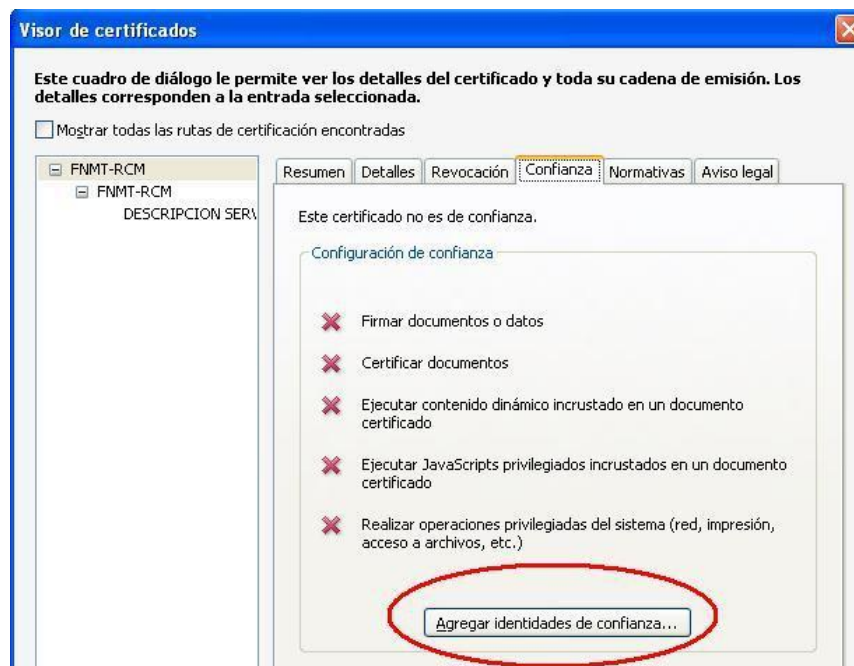 Visor de certificados
Este cuadro de diálogo le permite ver los detalles del certificado y toda su cadena de emisión. Los
detalles corresponden a la entrada seleccionada.
Mostrar todas las rutas de certificación encontradas
FNMT-RCM
FNMT-RCM
DESCRIPCION SERV
Resumen Detalles Revocación Confianza Normativas Aviso legal
Este certificado no es de confianza.
Configuración de confianza
Firmar documentos o datos
Certificar documentos
Ejecutar contenido dinámico incrustado en un documento
certificado
Ejecutar JavaScripts privilegiados incrustados en un documento
certificado
Realizar operaciones privilegiadas del sistema (red, impresión,
acceso a archivos, etc.)
Agregar identidades de confianza...